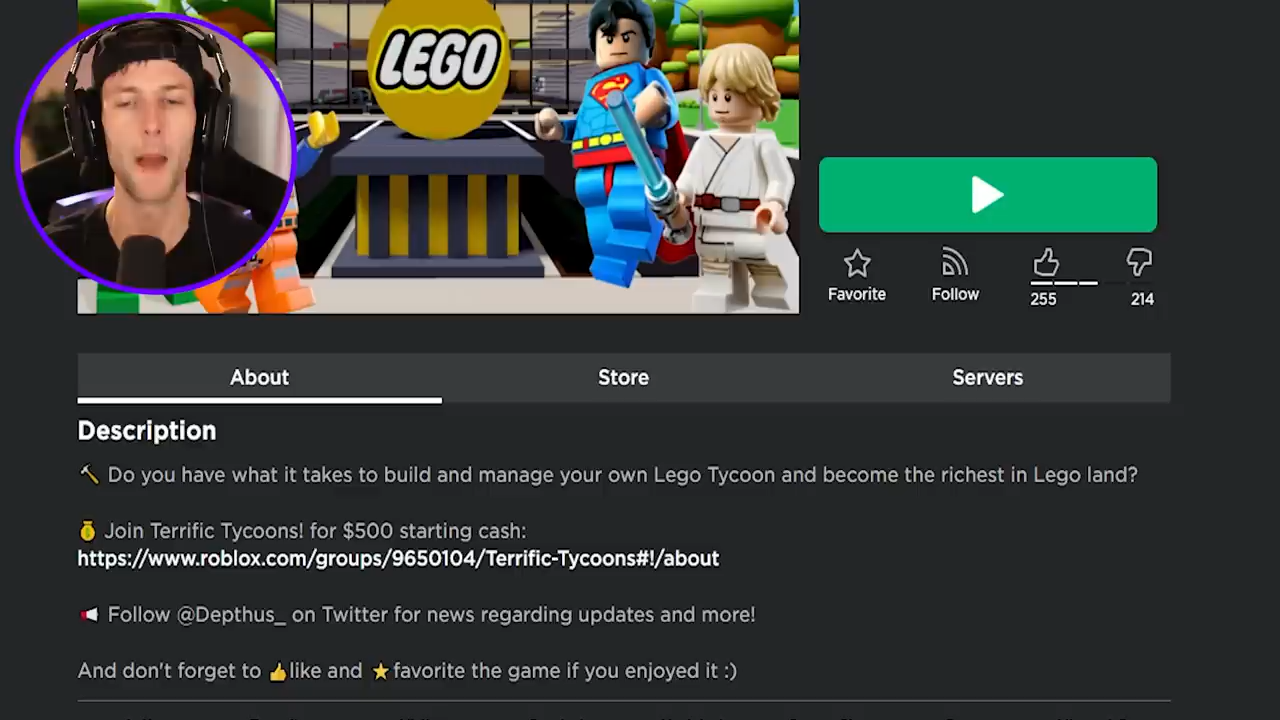 LEGO
Favorite
Follow
255
214
About
Store
Servers
Description
🔨 Do you have what it takes to build and manage your own Lego Tycoon and become the richest in Lego land?
💰 Join Terrific Tycoons! for $500 starting cash:
https://www.roblox.com/groups/9650104/Terrific-Tycoons#!/about
📢 Follow @Depthus_ on Twitter for news regarding updates and more!
And don't forget to 👍like and ⭐favorite the game if you enjoyed it :)